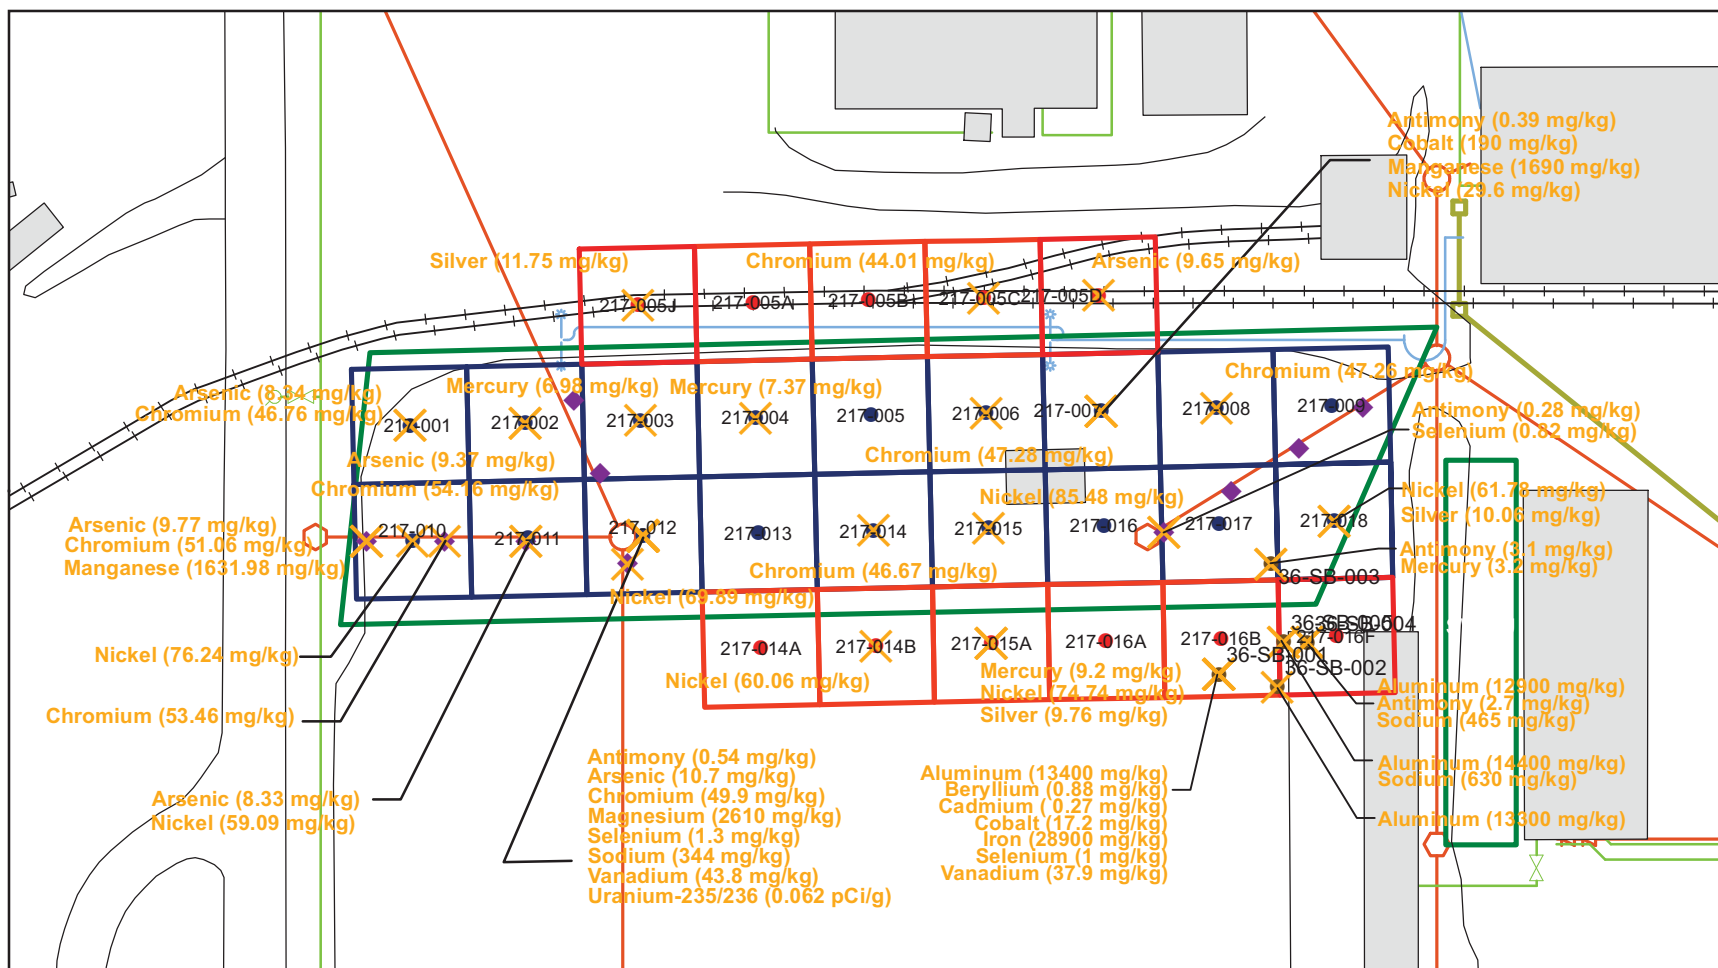 Antimony (0.39 mg/kg)
Cobalt (190 mg/kg)
Manganese (1690 mg/kg)
Nickel (29.6 mg/kg)
Silver (11.75 mg/kg)
Chromium (44.01 mg/kg)
Arsenic (9.65 mg/kg)
217-005J
217-005A
217-005B
217-005C
217-005D
Arsenic (8.34 mg/kg)
Chromium (46.76 mg/kg)
Mercury (6.98 mg/kg)
Mercury (7.37 mg/kg)
Chromium (47.26 mg/kg)
217-001
217-002
217-003
217-004
217-005
217-006
217-007
217-008
217-009
Antimony (0.28 mg/kg)
Selenium (0.82 mg/kg)
Arsenic (9.37 mg/kg)
Chromium (54.16 mg/kg)
Chromium (47.28 mg/kg)
Nickel (85.48 mg/kg)
Nickel (61.78 mg/kg)
Silver (10.06 mg/kg)
Arsenic (9.77 mg/kg)
Chromium (51.06 mg/kg)
Manganese (1631.98 mg/kg)
217-010
217-011
217-012
217-013
217-014
217-015
217-016
217-017
217-018
Antimony (3.1 mg/kg)
Mercury (3.2 mg/kg)
36-SB-003
Chromium (46.67 mg/kg)
Nickel (69.89 mg/kg)
36-SB-005
36-SB-004
217-014A
217-014B
217-015A
217-016A
217-016B
217-016F
36-SB-001
36-SB-002
Nickel (76.24 mg/kg)
Nickel (60.06 mg/kg)
Mercury (9.2 mg/kg)
Nickel (74.74 mg/kg)
Silver (9.76 mg/kg)
Aluminum (12900 mg/kg)
Antimony (2.7 mg/kg)
Sodium (465 mg/kg)
Chromium (53.46 mg/kg)
Aluminum (14400 mg/kg)
Sodium (630 mg/kg)
Aluminum (13300 mg/kg)
Arsenic (8.33 mg/kg)
Nickel (59.09 mg/kg)
Antimony (0.54 mg/kg)
Arsenic (10.7 mg/kg)
Chromium (49.9 mg/kg)
Magnesium (2610 mg/kg)
Selenium (1.3 mg/kg)
Sodium (344 mg/kg)
Vanadium (43.8 mg/kg)
Uranium-235/236 (0.062 pCi/g)
Aluminum (13400 mg/kg)
Beryllium (0.88 mg/kg)
Cadmium ( 0.27 mg/kg)
Cobalt (17.2 mg/kg)
Iron (28900 mg/kg)
Selenium (1 mg/kg)
Vanadium (37.9 mg/kg)